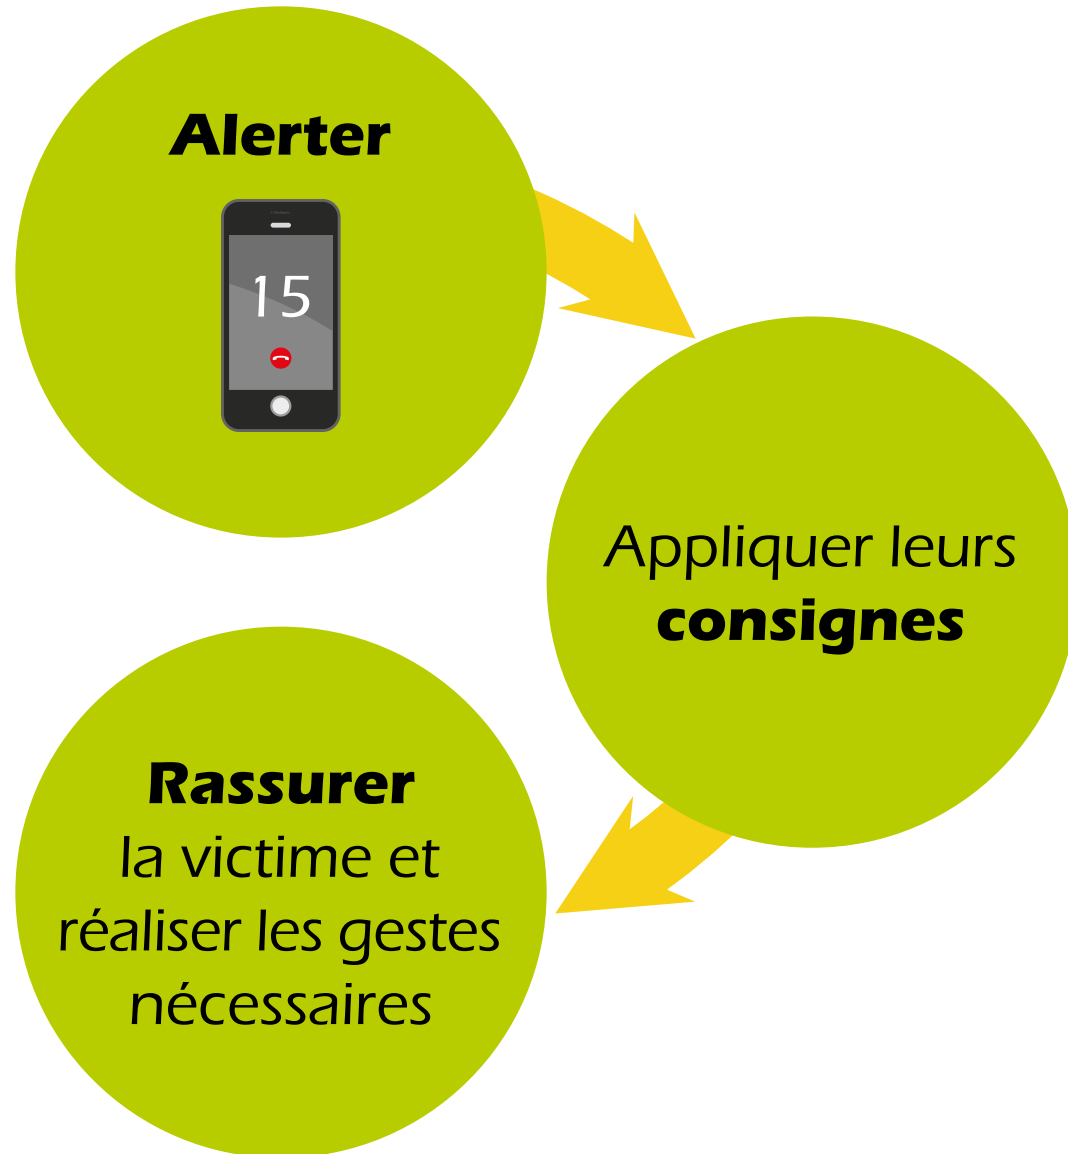 Alerter
15
Appliquer leurs
consignes
Rassurer
la victime et
réaliser les gestes
nécessaires